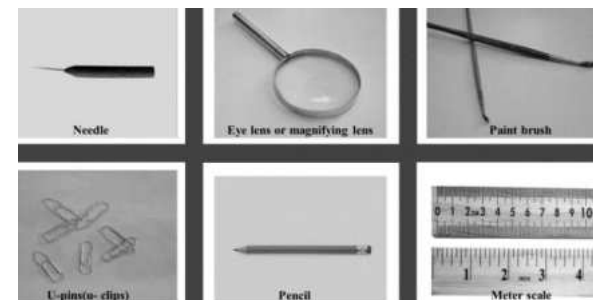 Needle
Eye lens or magnifying lens
Paint brush
U-pins(u- clips)
Pencil
Meter scale
0 1 2 3 4 5 6 7 8 9 10
1 2 3 4